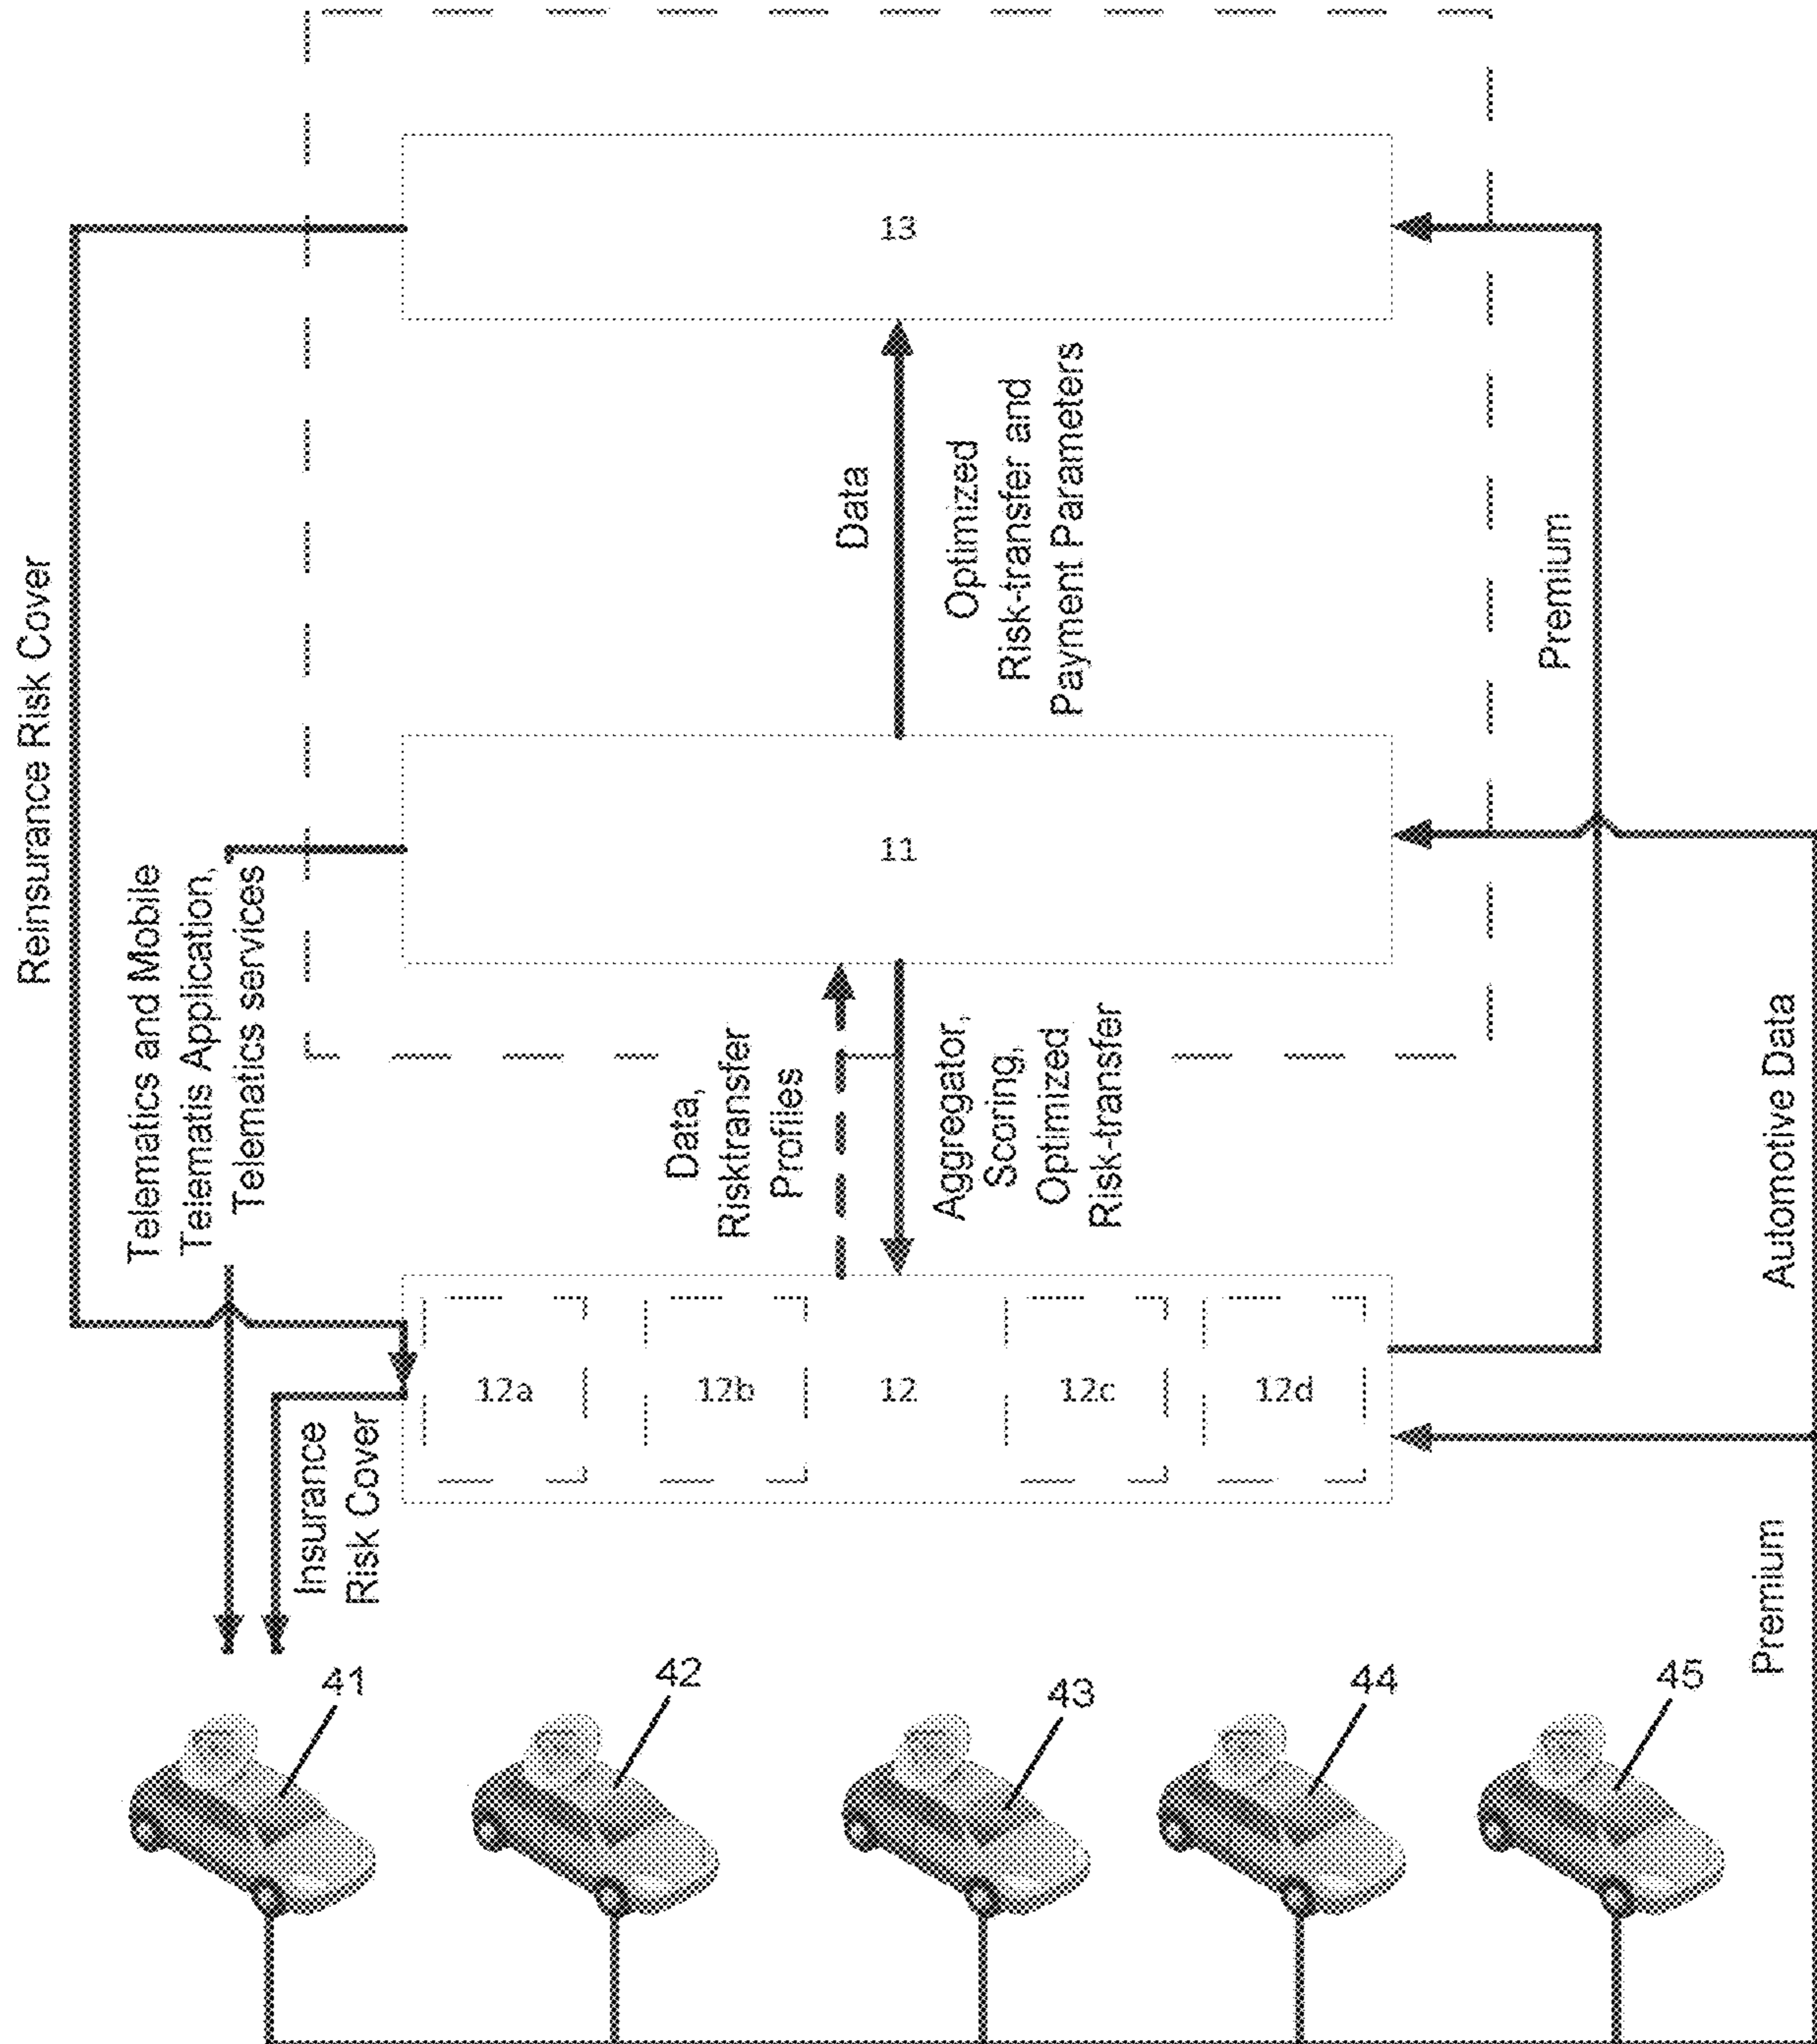 Reinsurance Risk Cover
Telematics and Mobile
Telematis Application,
Telematics services
Insurance
Risk Cover
Data,
Risktransfer
Profiles
Aggregator,
Scoring,
Optimized
Risk-transfer
Data
Optimized
Risk-transfer and
Payment Parameters
Premium
Automotive Data
Premium
13
11
12a
12b
12
12c
12d
41
42
43
44
45